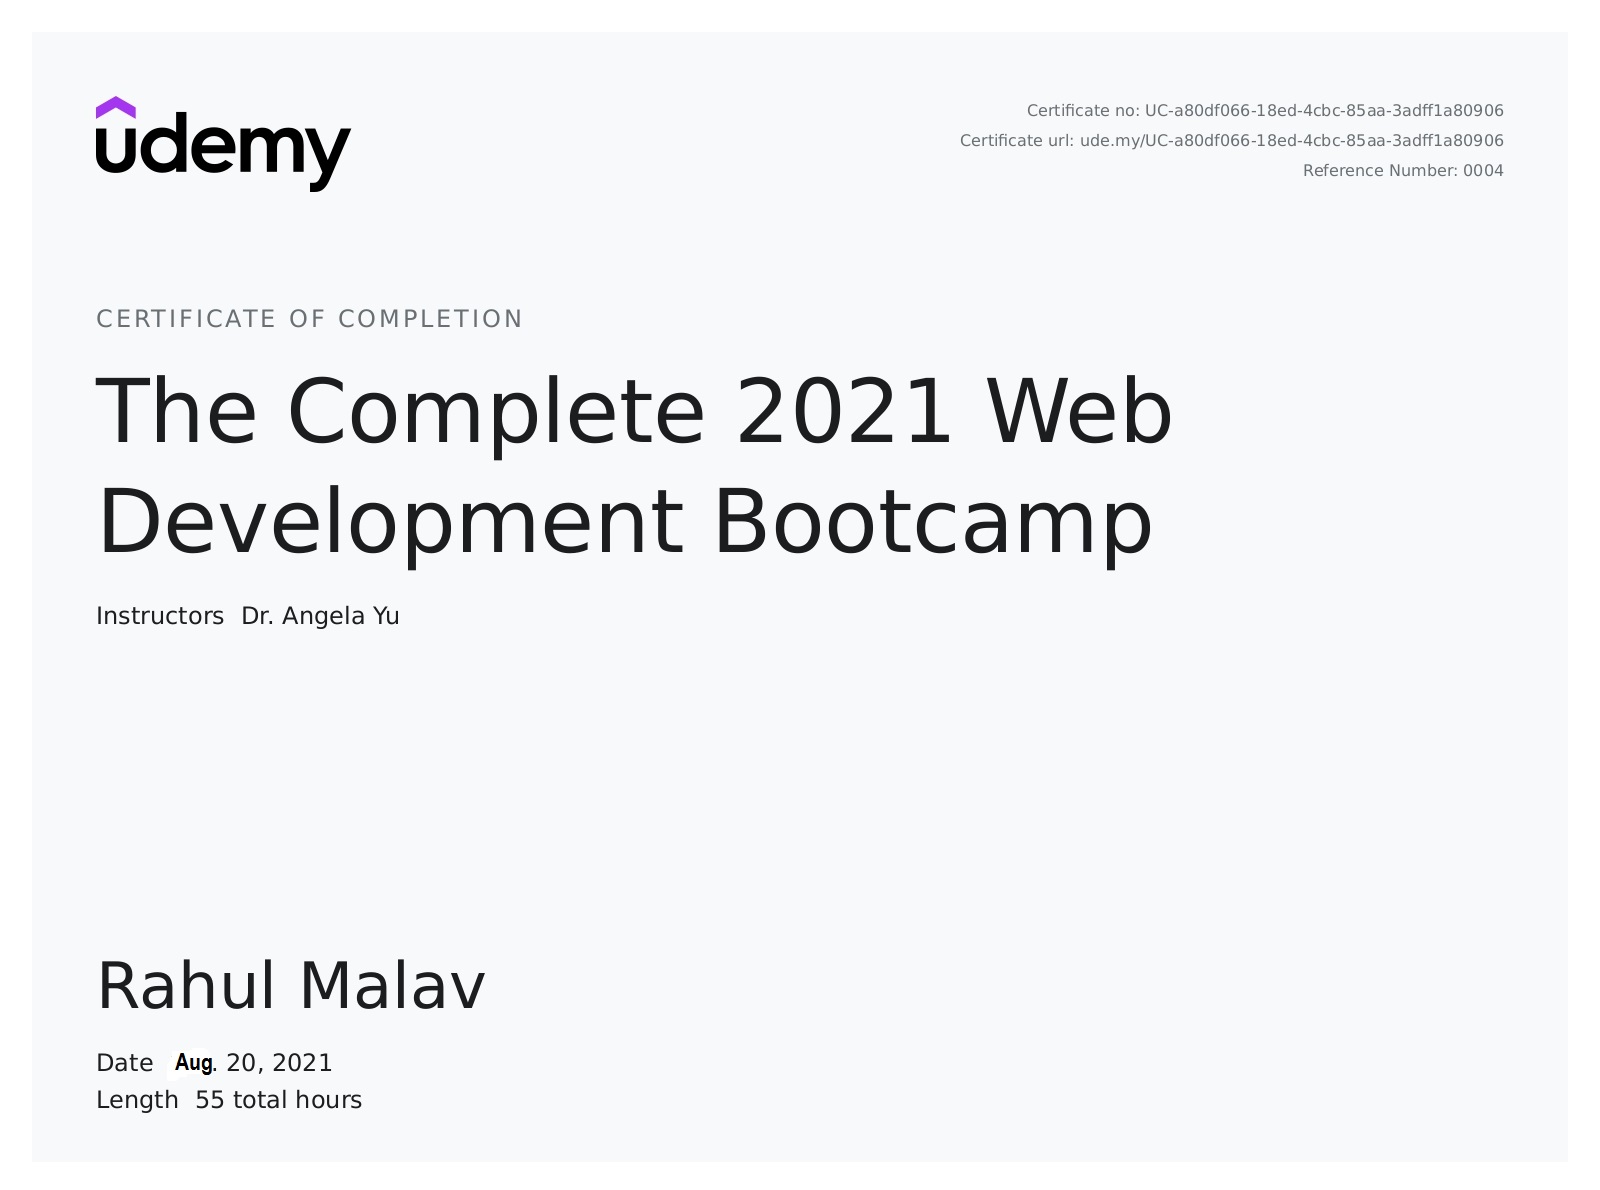 udemy
Certificate no: UC-a80df066-18ed-4cbc-85aa-3adff1a80906
Certificate url: ude.my/UC-a80df066-18ed-4cbc-85aa-3adff1a80906
Reference Number: 0004
CERTIFICATE OF COMPLETION
The Complete 2021 Web
Development Bootcamp
Instructors Dr. Angela Yu
Rahul Malav
Date Aug. 20, 2021
Length 55 total hours